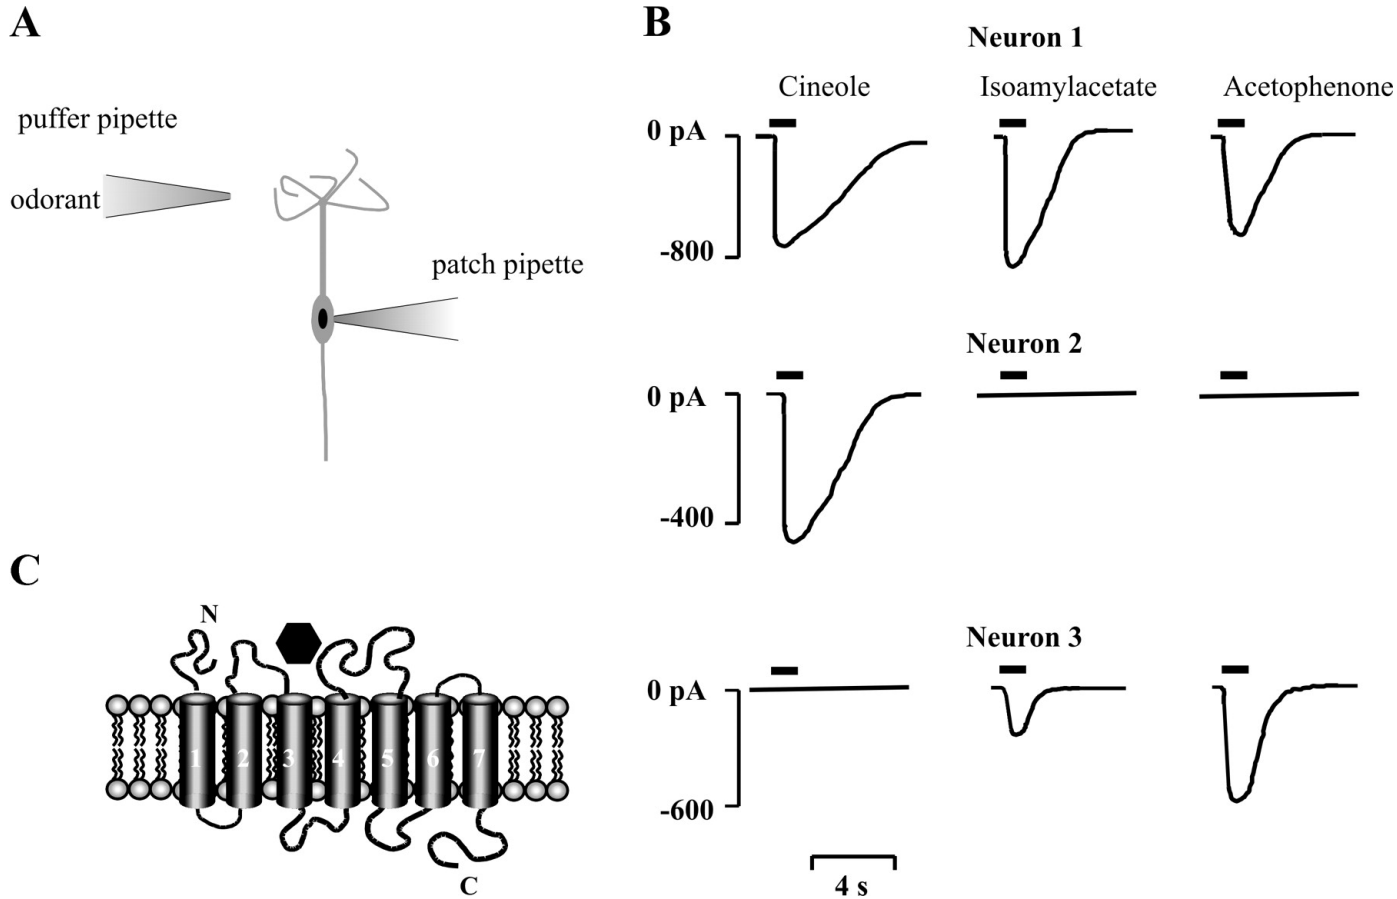 A
puffer pipette
odorant
patch pipette
B
Neuron 1
Cineole Isoamylacetate Acetophenone
0 pA
-800
Neuron 2
0 pA
-400
Neuron 3
0 pA
-600
4 s
C
N
1 2 3 4 5 6 7
C